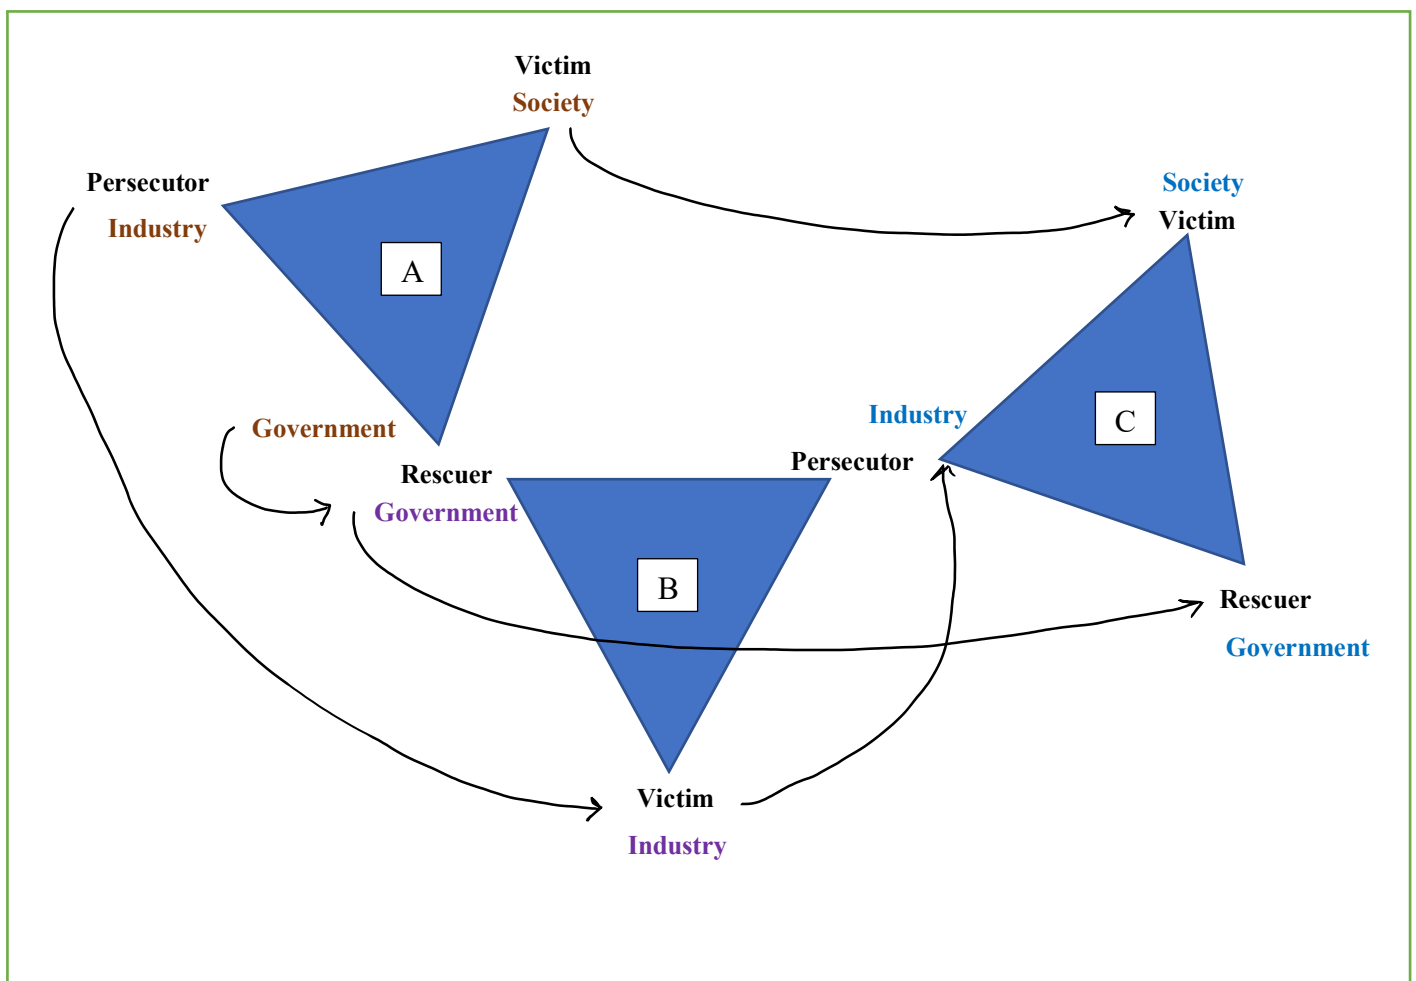 Victim
Society
Persecutor
Industry
A
Government
Rescuer
Government
B
Victim
Industry
Society
Victim
Industry
Persecutor
C
Rescuer
Government